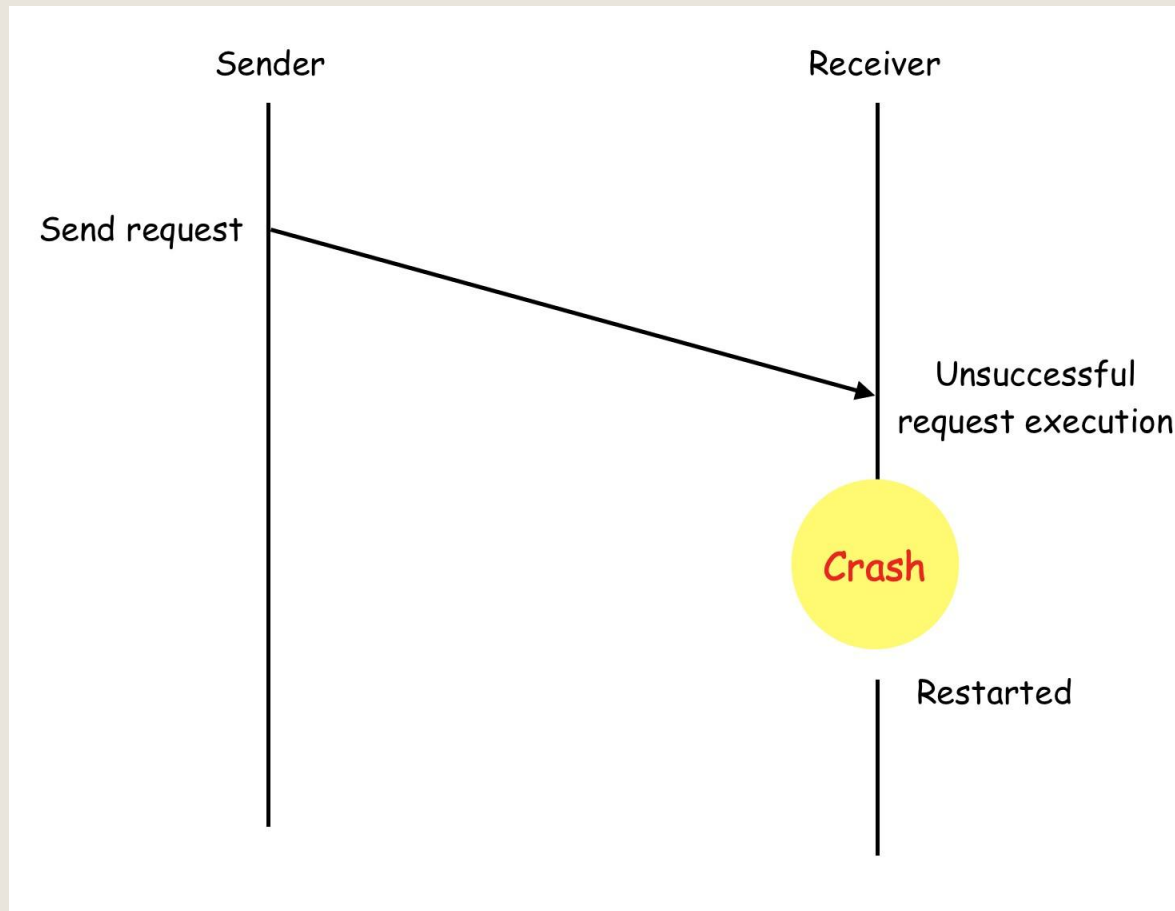 Sender
Receiver
Send request
Unsuccessful
request execution
Crash
Restarted